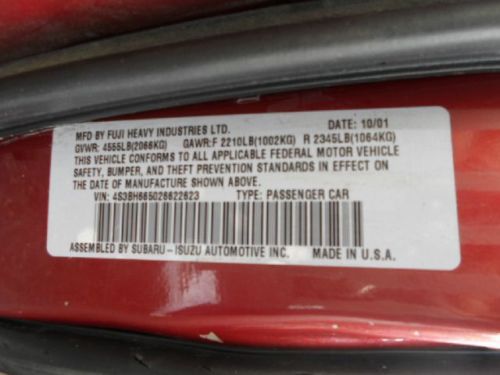 MFD BY FUJI HEAVY INDUSTRIES LTD. DATE: 10/01
GVWR: 4555LB(2066KG) GAWR:F 2210LB(1002KG) R 2345LB(1064KG)
THIS VEHICLE CONFORMS TO ALL APPLICABLE FEDERAL MOTOR VEHICLE
SAFETY, BUMPER, AND THEFT PREVENTION STANDARDS IN EFFECT ON
THE DATE OF MANUFACTURE SHOWN ABOVE.
VIN: 4S3BH665026622623 TYPE: PASSENGER CAR
ASSEMBLED BY SUBARU-ISUZU AUTOMOTIVE INC. MADE IN U.S.A.